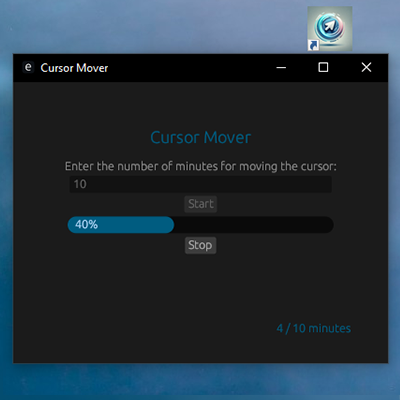 e Cursor Mover
Cursor Mover
Enter the number of minutes for moving the cursor:
10
Start
40%
Stop
4 / 10 minutes